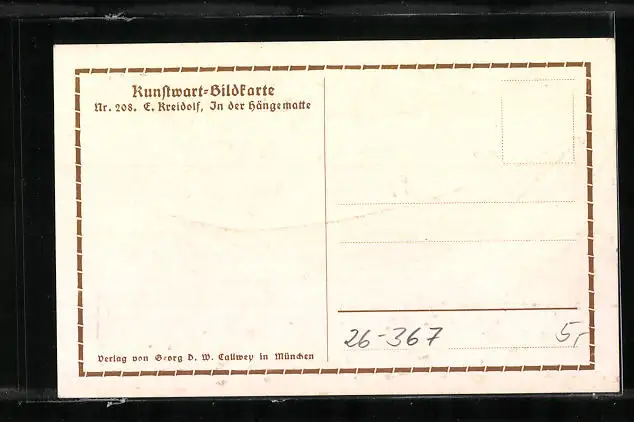 Kunstwart-Bildkarte
Nr. 208. E. Kreidolf, In der Hängematte
26-367
5,-
Verlag von Georg D. W. Callwey in München